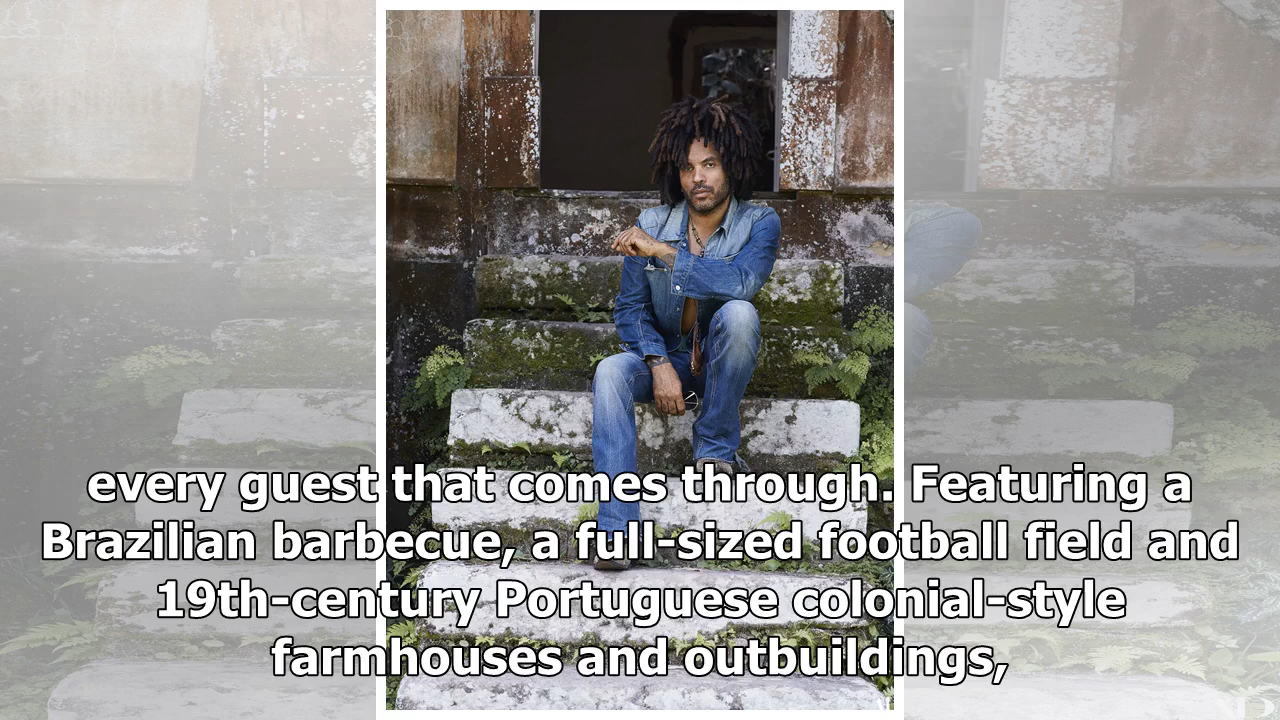 every guest that comes through. Featuring a
Brazilian barbecue, a full-sized football field and
19th-century Portuguese colonial-style
farmhouses and outbuildings,